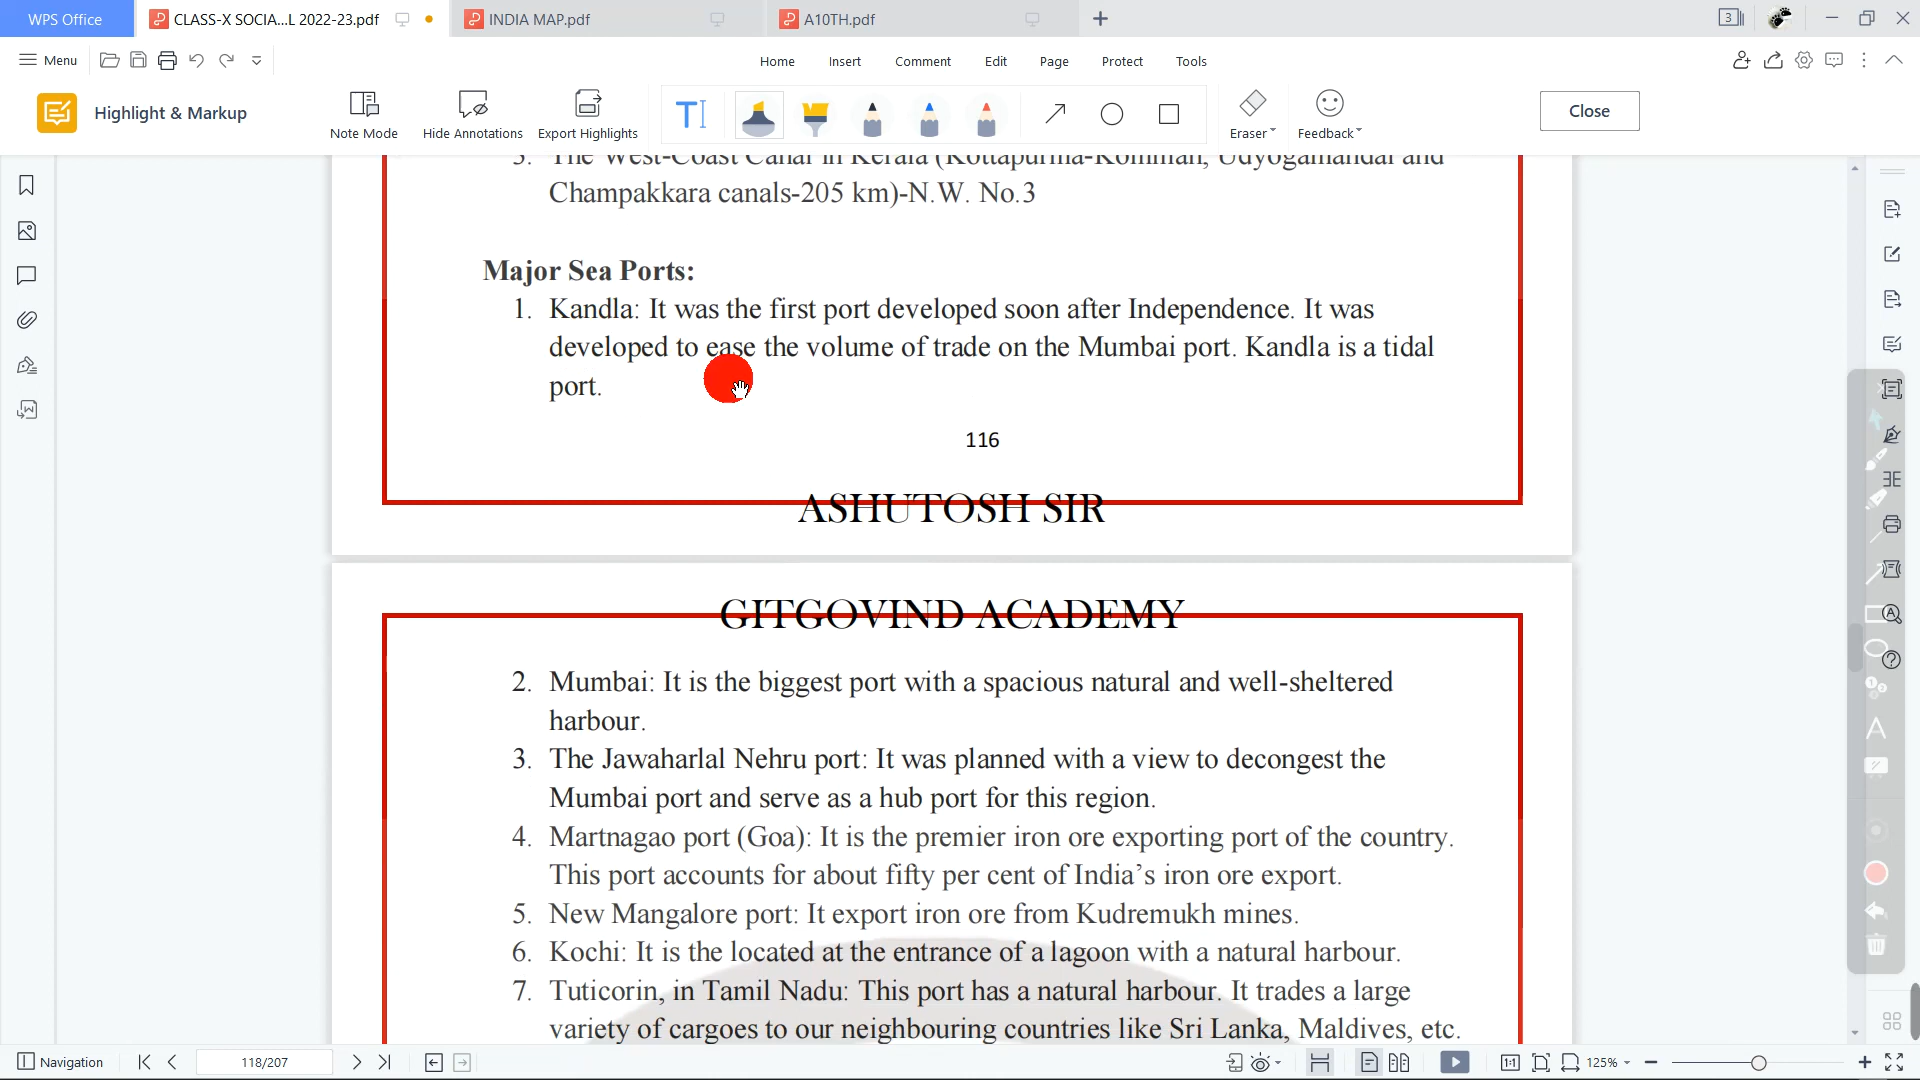 WPS Office
CLASS-X SOCIA...L 2022-23.pdf
INDIA MAP.pdf
A10TH.pdf
3
Menu
Home
Insert
Comment
Edit
Page
Protect
Tools
Highlight & Markup
Note Mode
Hide Annotations
Export Highlights
Eraser
Feedback
Close
3. The West-Coast Canal in Kerala
Udyogamandal and
Champakkara canals-205 km)-N.W. No.3
Major Sea Ports:
1. Kandla: It was the first port developed soon after Independence. It was
developed to ease the volume of trade on the Mumbai port. Kandla is a tidal
port.
116
ASHUTOSH SIR
GITGOVIND ACADEMY
2. Mumbai: It is the biggest port with a spacious natural and well-sheltered
harbour.
3. The Jawaharlal Nehru port: It was planned with a view to decongest the
Mumbai port and serve as a hub port for this region.
4. Martnagao port (Goa): It is the premier iron ore exporting port of the country.
This port accounts for about fifty per cent of India’s iron ore export.
5. New Mangalore port: It export iron ore from Kudremukh mines.
6. Kochi: It is the located at the entrance of a lagoon with a natural harbour.
7. Tuticorin, in Tamil Nadu: This port has a natural harbour. It trades a large
variety of cargoes to our neighbouring countries like Sri Lanka, Maldives, etc.
Navigation
118/207
125%